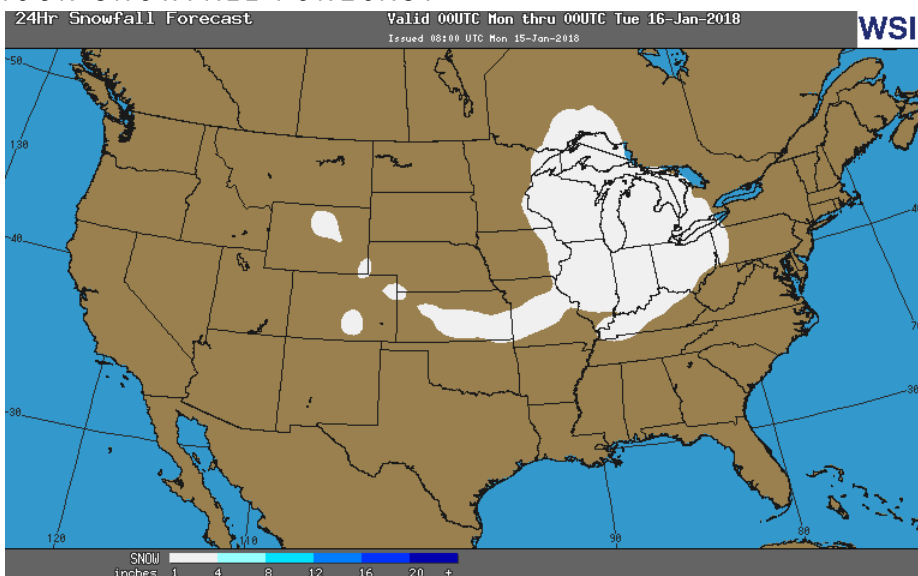 24Hr Snowfall Forecast
Valid 00UTC Mon thru 00UTC Tue 16-Jan-2018
WSI
Issued 08:00 UTC Mon 15-Jan-2018
50
130
40
30
120
110
90
80
30
SNOW
inches 1 4 8 12 16 20 +